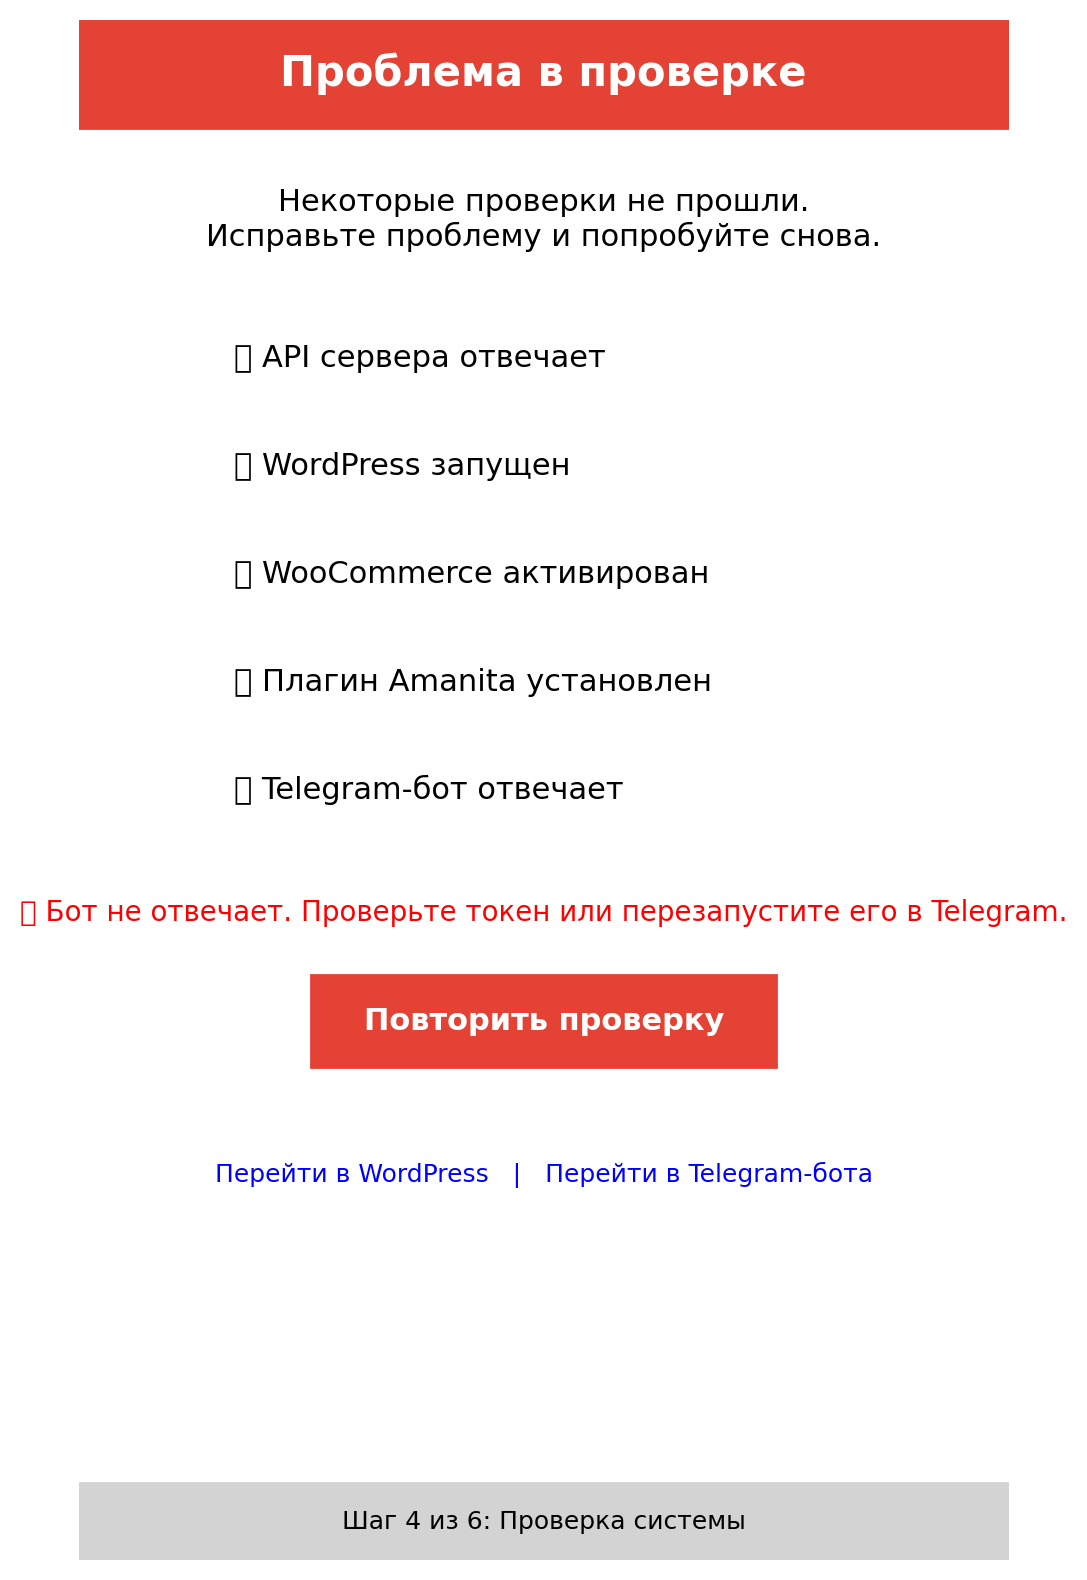 Проблема в проверке
Некоторые проверки не прошли.
Исправьте проблему и попробуйте снова.
API сервера отвечает
WordPress запущен
WooCommerce активирован
Плагин Amanita установлен
Telegram-бот отвечает
Бот не отвечает. Проверьте токен или перезапустите его в Telegram.
Повторить проверку
Перейти в WordPress | Перейти в Telegram-бота
Шаг 4 из 6: Проверка системы